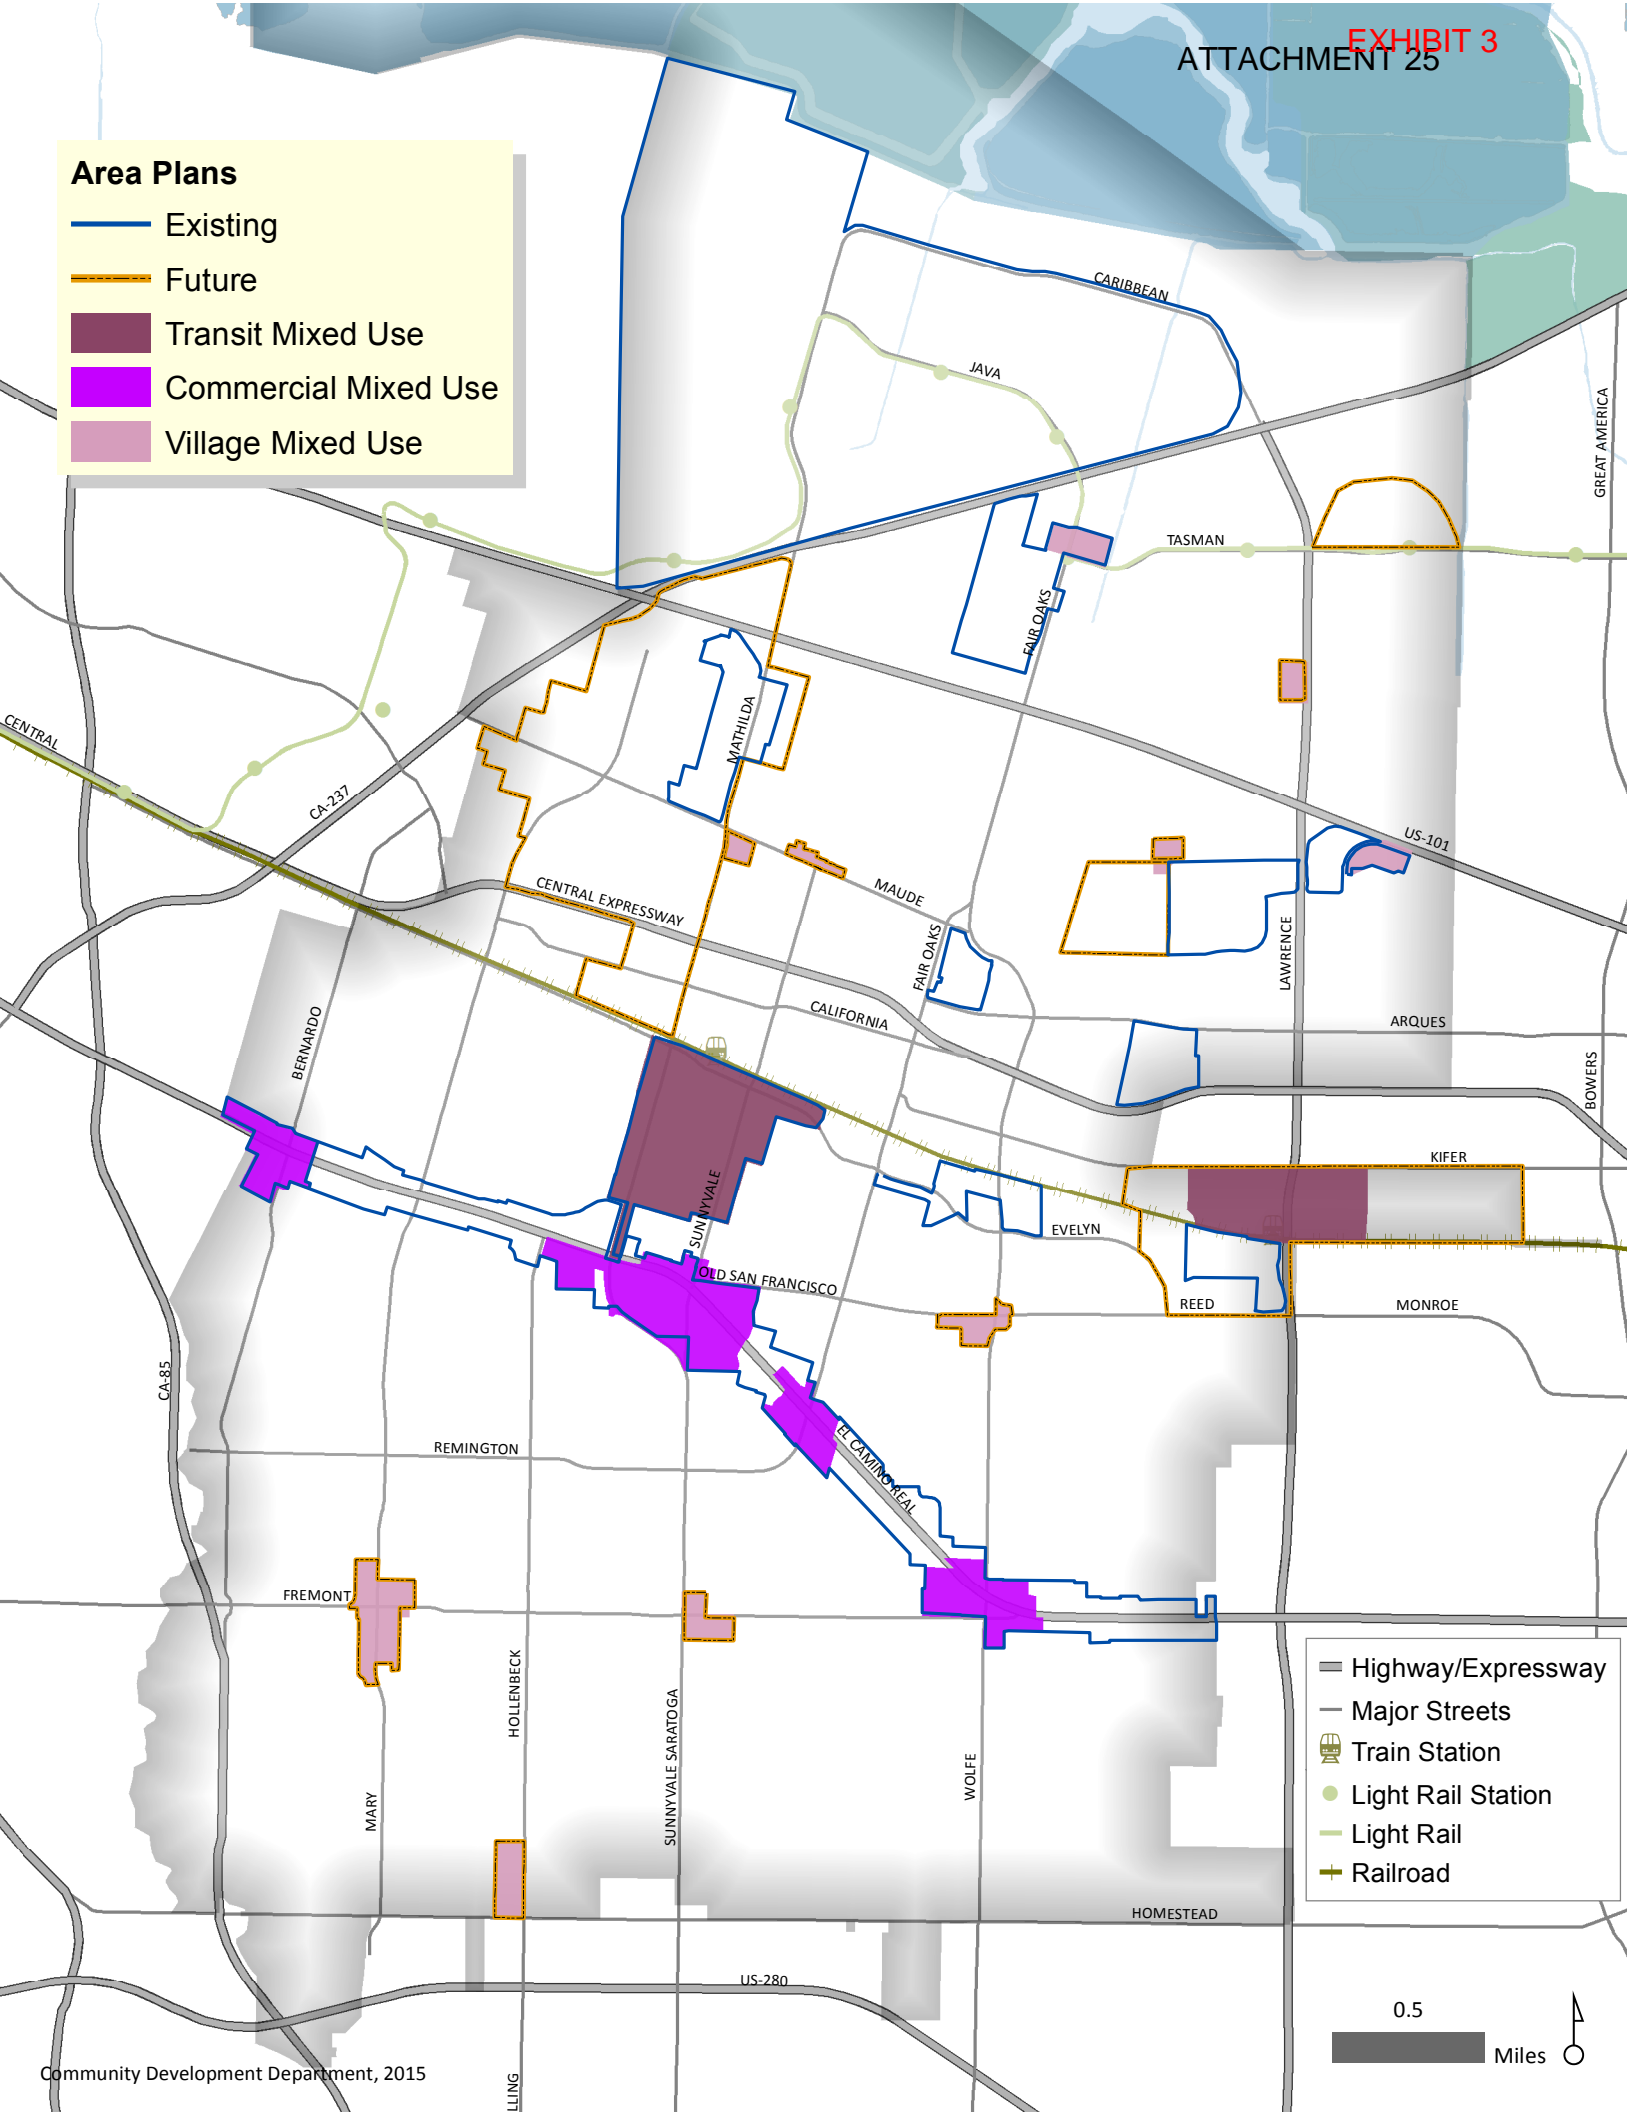 EXHIBIT 3
ATTACHMENT 25
Area Plans
Existing
Future
Transit Mixed Use
Commercial Mixed Use
Village Mixed Use
CARIBBEAN
JAVA
GREAT AMERICA
TASMAN
FAIR OAKS
MATHILDA
CENTRAL
CA-237
US-101
CENTRAL EXPRESSWAY
MAUDE
FAIR OAKS
LAWRENCE
CALIFORNIA
ARQUES
BERNARDO
BOWERS
KIFER
SUNNYVALE
EVELYN
OLD SAN FRANCISCO
REED
MONROE
CA-85
REMINGTON
EL CAMINO REAL
FREMONT
HOLLENBECK
SUNNYVALE SARATOGA
WOLFE
MARY
Highway/Expressway
Major Streets
Train Station
Light Rail Station
Light Rail
Railroad
HOMESTEAD
US-280
0.5
Miles
Community Development Department, 2015
LLING